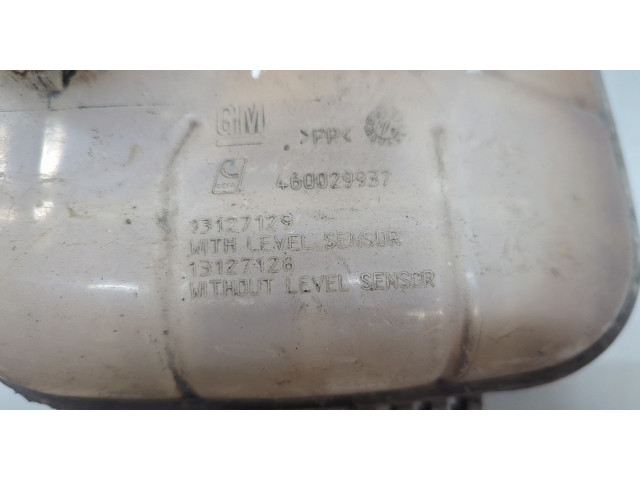 GM >PP<
460029937
13127129
WITH LEVEL SENSOR
13127128
WITHOUT LEVEL SENSOR